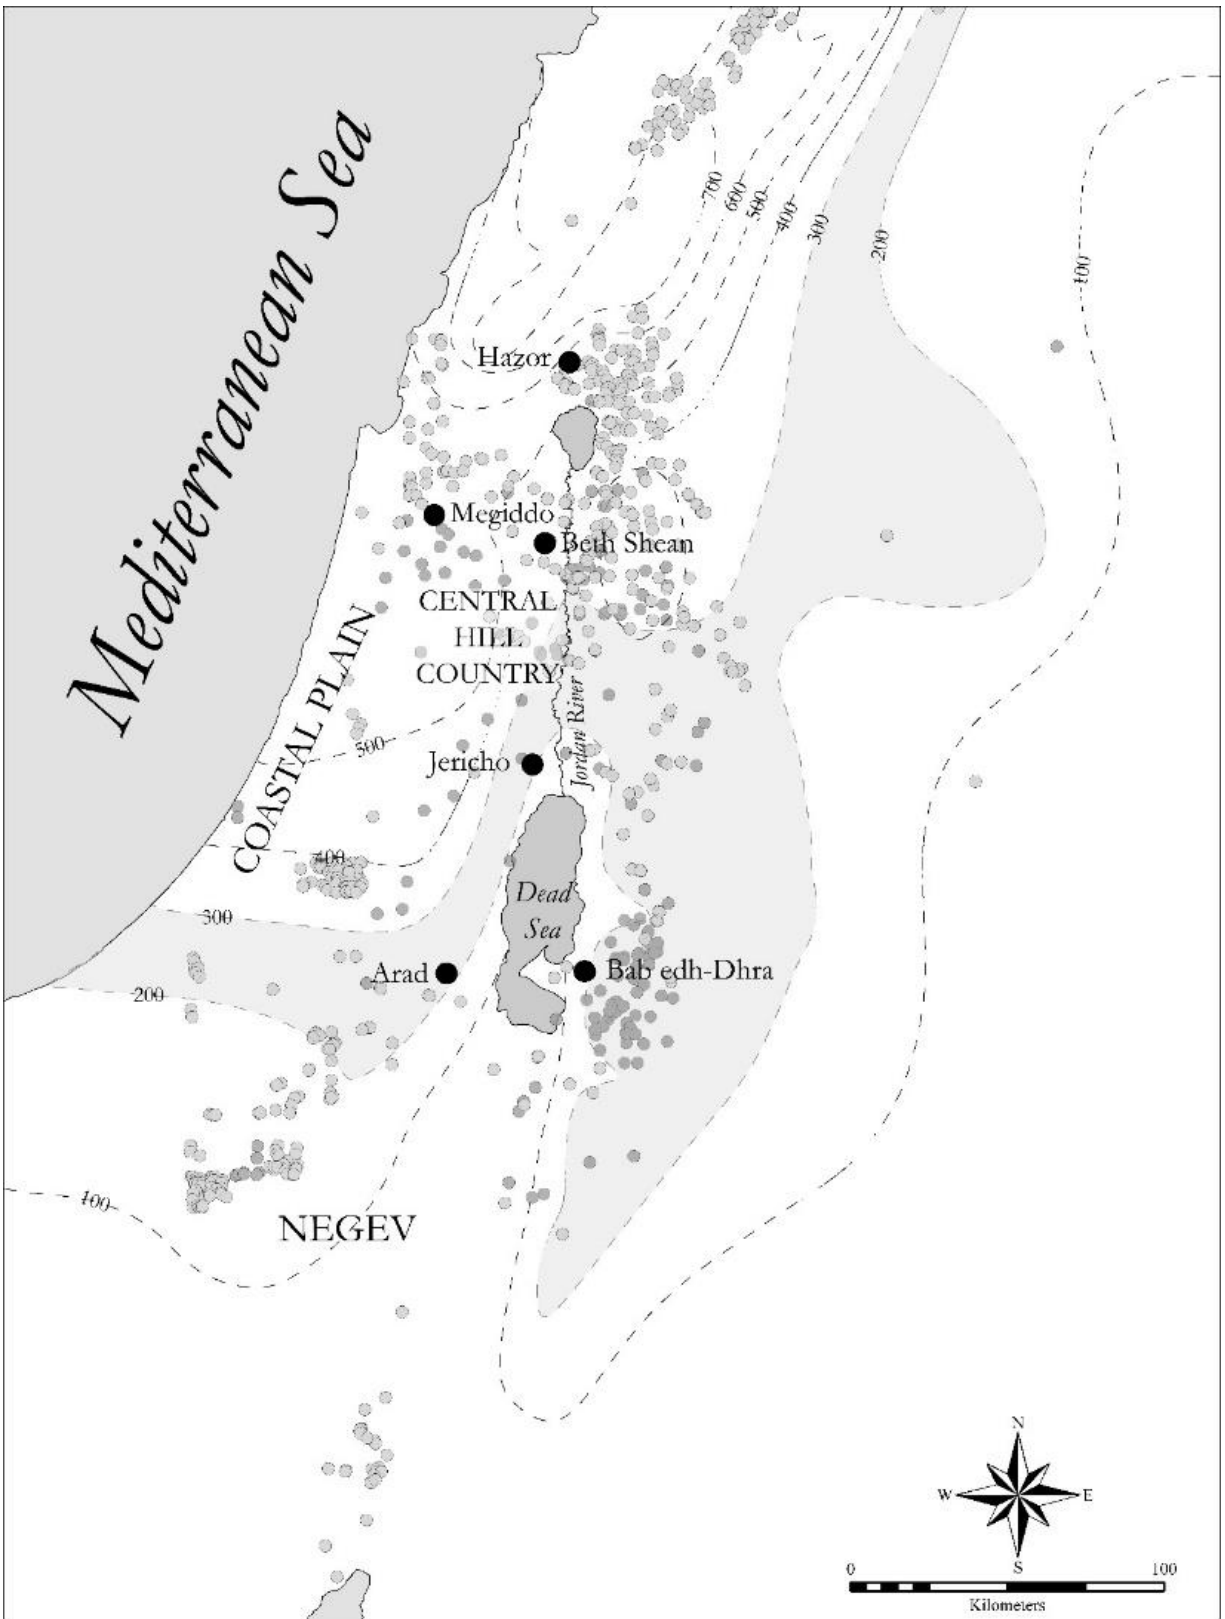 Mediterranean Sea
700
600
500
400
300
200
100
Hazor
Megiddo
Beth Shean
CENTRAL
HILL
COUNTRY
COASTAL PLAIN
Jordan River
500
Jericho
400
Dead
Sea
300
Arad
Bab edh-Dhra
200
100
NEGEV
N
W
E
S
0
100
Kilometers